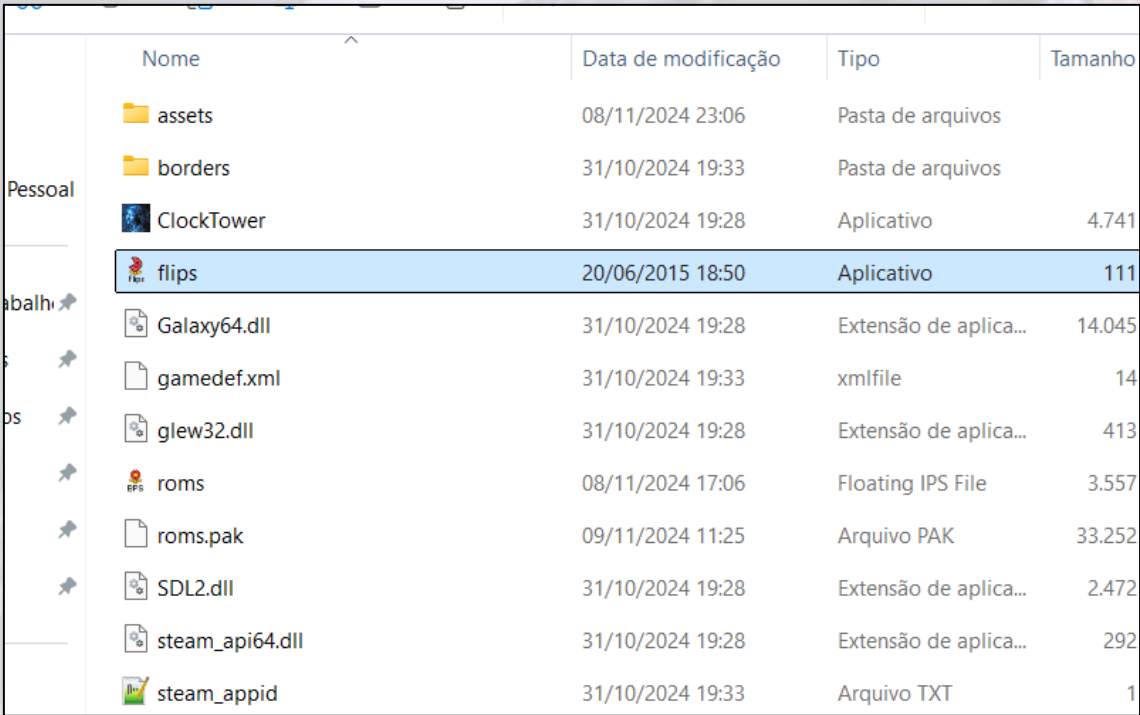 Nome Data de modificação Tipo Tamanho
assets 08/11/2024 23:06 Pasta de arquivos
borders 31/10/2024 19:33 Pasta de arquivos
Pessoal
ClockTower 31/10/2024 19:28 Aplicativo 4.741
flips 20/06/2015 18:50 Aplicativo 111
Galaxy64.dll 31/10/2024 19:28 Extensão de aplica... 14.045
gamedef.xml 31/10/2024 19:33 xmlfile 14
glew32.dll 31/10/2024 19:28 Extensão de aplica... 413
BPS roms 08/11/2024 17:06 Floating IPS File 3.557
roms.pak 09/11/2024 11:25 Arquivo PAK 33.252
SDL2.dll 31/10/2024 19:28 Extensão de aplica... 2.472
steam_api64.dll 31/10/2024 19:28 Extensão de aplica... 292
steam_appid 31/10/2024 19:33 Arquivo TXT 1